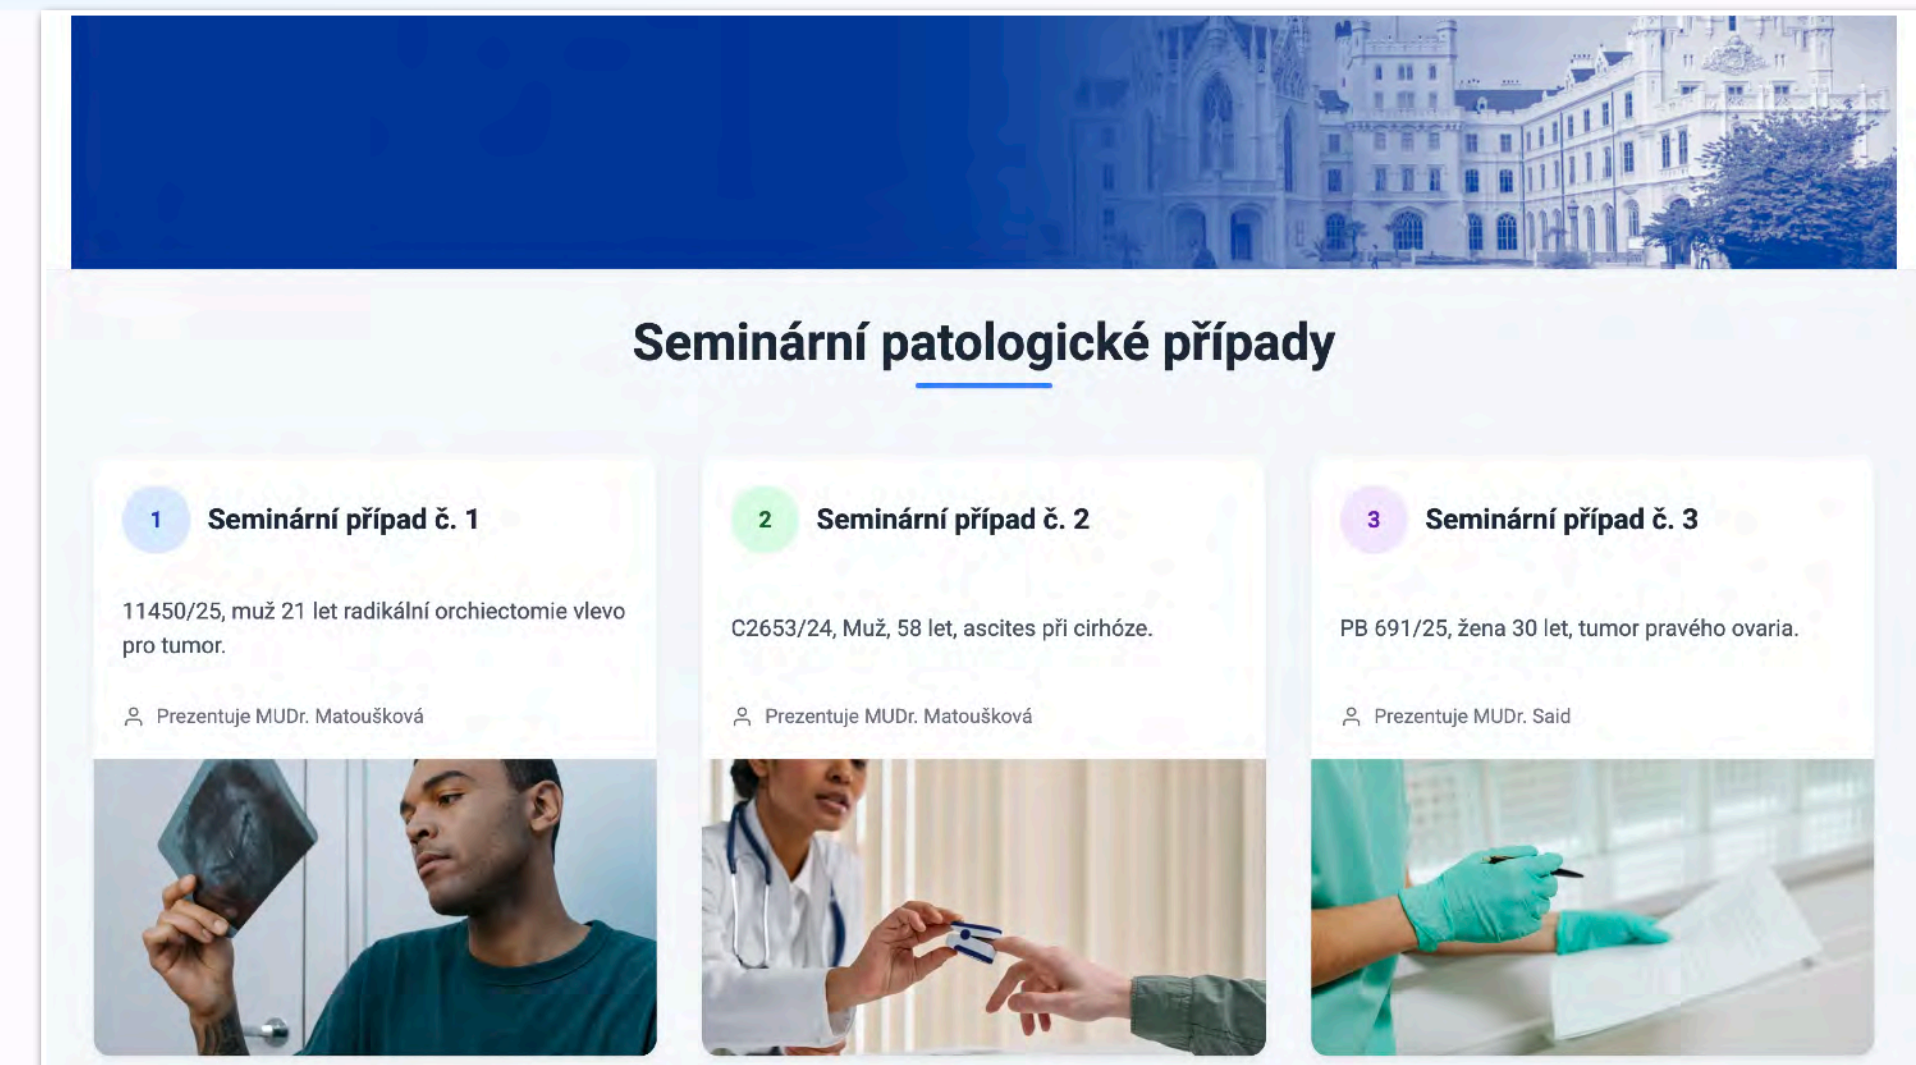 Seminární patologické případy
1
Seminární případ č. 1
11450/25, muž 21 let radikální orchiectomie vlevo
pro tumor.
Prezentuje MUDr. Matoušková
2
Seminární případ č. 2
C2653/24, Muž, 58 let, ascites při cirhóze.
Prezentuje MUDr. Matoušková
3
Seminární případ č. 3
PB 691/25, žena 30 let, tumor pravého ovaria.
Prezentuje MUDr. Said